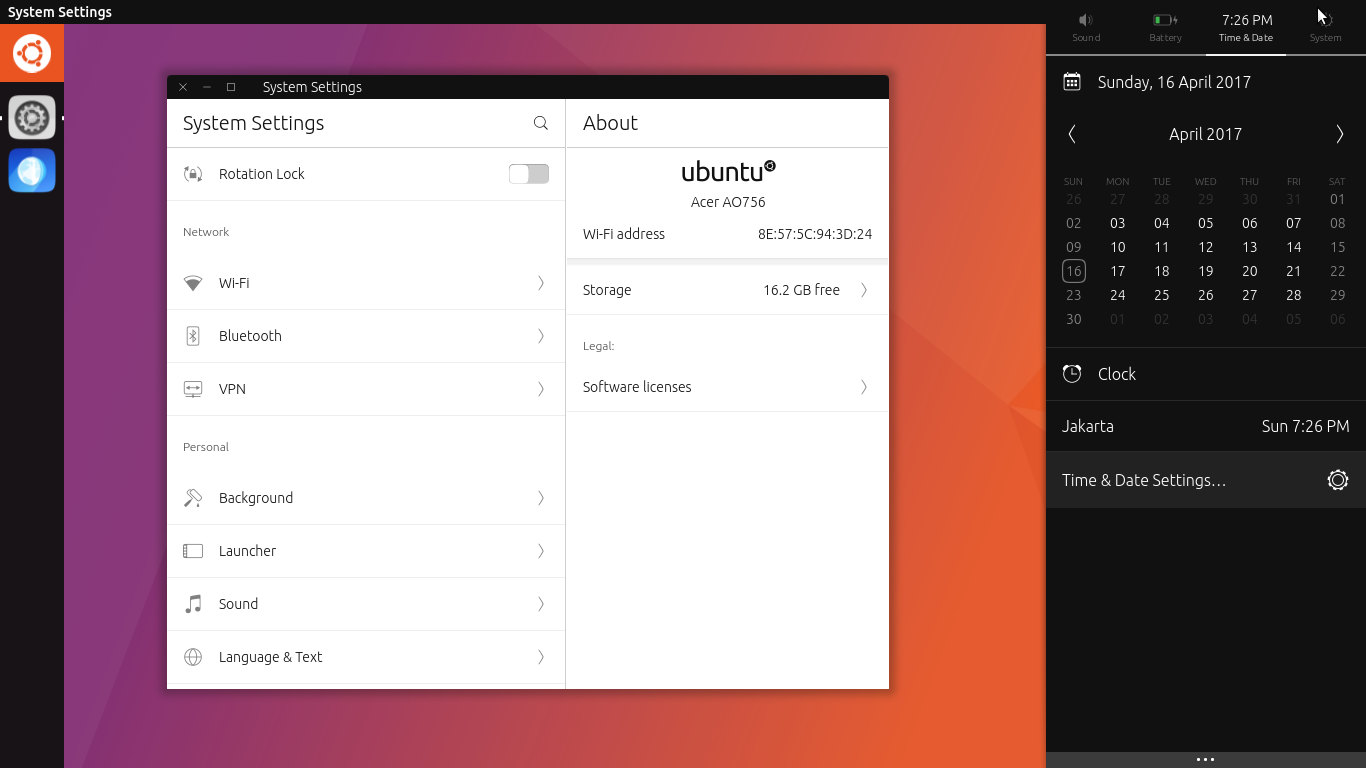 System Settings
7:26 PM
Sound
Battery
Time & Date
System
System Settings
System Settings
Rotation Lock
Network
Wi-Fi
Bluetooth
VPN
Personal
Background
Launcher
Sound
Language & Text
About
ubuntu
Acer AO756
Wi-Fi address 8E:57:5C:94:3D:24
Storage 16.2 GB free
Legal:
Software licenses
Sunday, 16 April 2017
April 2017
SUN MON TUE WED THU FRI SAT
26 27 28 29 30 31 01
02 03 04 05 06 07 08
09 10 11 12 13 14 15
16 17 18 19 20 21 22
23 24 25 26 27 28 29
30 01 02 03 04 05 06
Clock
Jakarta Sun 7:26 PM
Time & Date Settings…